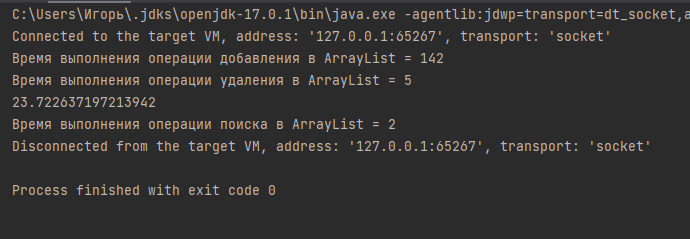 C:\Users\Игорь\.jdks\openjdk-17.0.1\bin\java.exe -agentlib:jdwp=transport=dt_socket,a
Connected to the target VM, address: '127.0.0.1:65267', transport: 'socket'
Время выполнения операции добавления в ArrayList = 142
Время выполнения операции удаления в ArrayList = 5
23.722637197213942
Время выполнения операции поиска в ArrayList = 2
Disconnected from the target VM, address: '127.0.0.1:65267', transport: 'socket'
Process finished with exit code 0